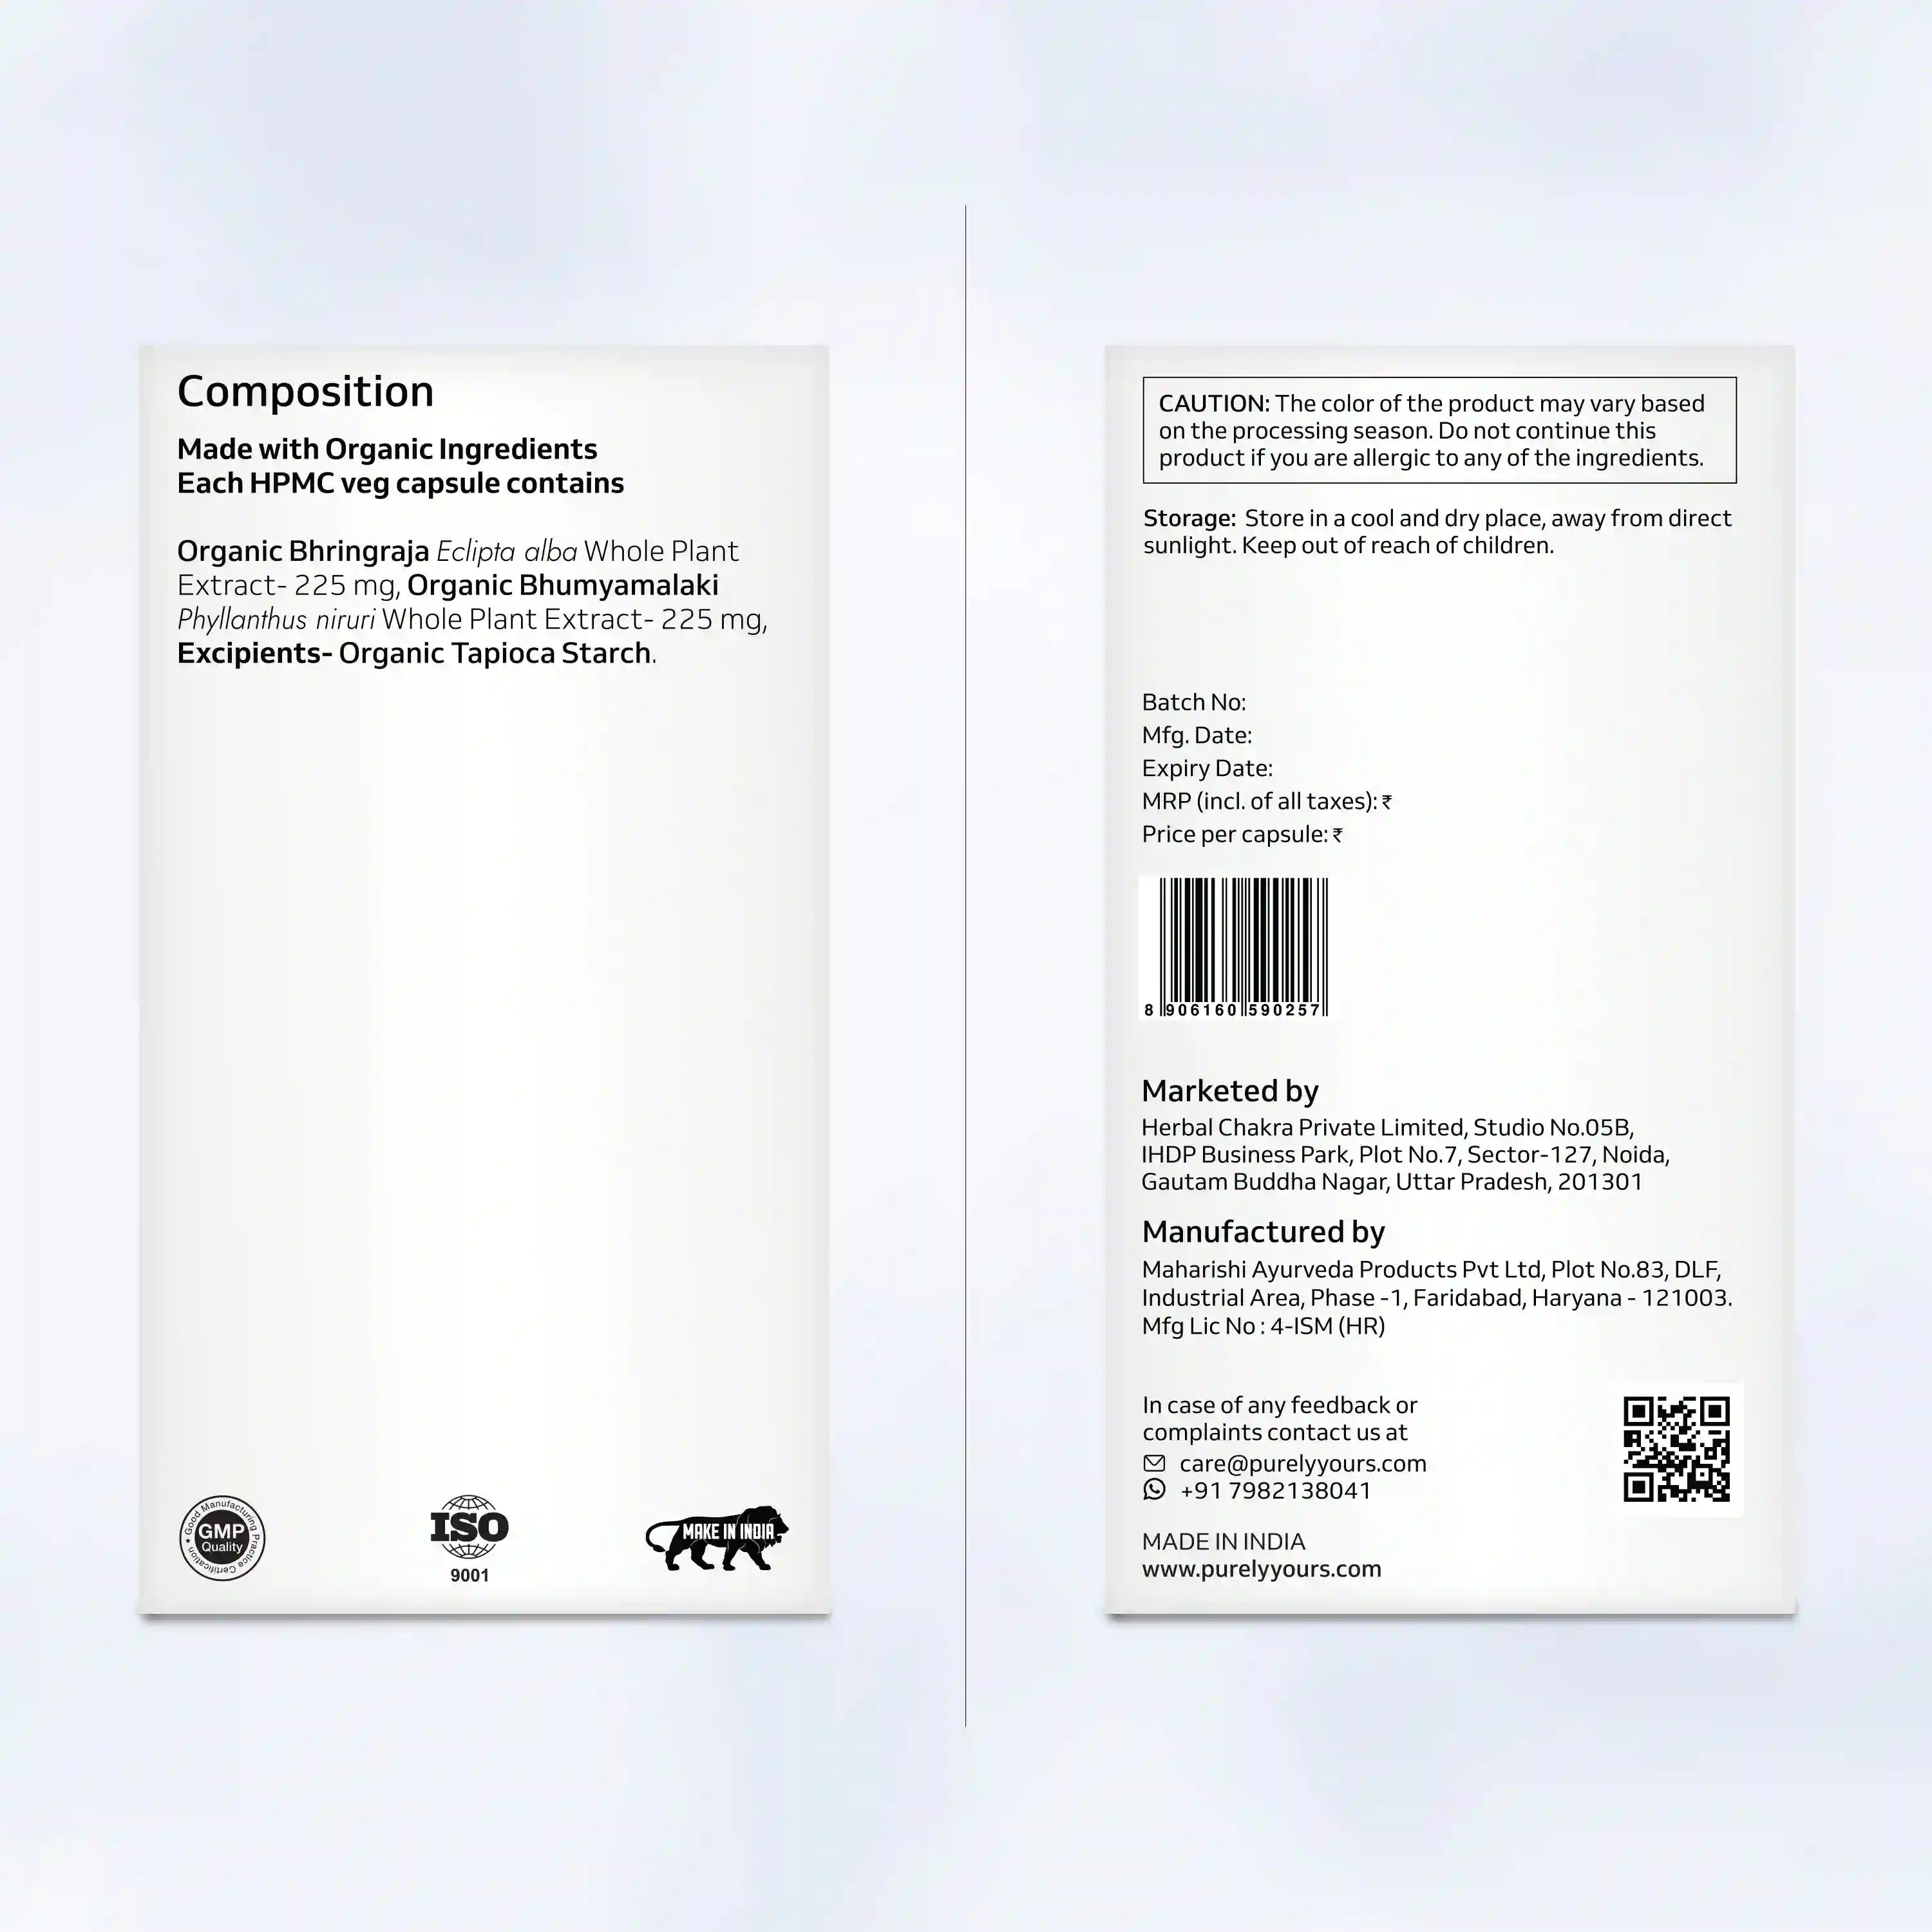 Composition
Made with Organic Ingredients
Each HPMC veg capsule contains
Organic Bhringraja Eclipta alba Whole Plant
Extract- 225 mg, Organic Bhumyamalaki
Phyllanthus niruri Whole Plant Extract- 225 mg,
Excipients- Organic Tapioca Starch.
Good Manufacturing Practice Certification
GMP
Quality
ISO
9001
MAKE IN INDIA
CAUTION: The color of the product may vary based
on the processing season. Do not continue this
product if you are allergic to any of the ingredients.
Storage: Store in a cool and dry place, away from direct
sunlight. Keep out of reach of children.
Batch No:
Mfg. Date:
Expiry Date:
MRP (incl. of all taxes): ₹
Price per capsule: ₹
8 906160 590257
Marketed by
Herbal Chakra Private Limited, Studio No.05B,
IHDP Business Park, Plot No.7, Sector-127, Noida,
Gautam Buddha Nagar, Uttar Pradesh, 201301
Manufactured by
Maharishi Ayurveda Products Pvt Ltd, Plot No.83, DLF,
Industrial Area, Phase -1, Faridabad, Haryana - 121003.
Mfg Lic No : 4-ISM (HR)
In case of any feedback or
complaints contact us at
care@purelyyours.com
+91 7982138041
MADE IN INDIA
www.purelyyours.com